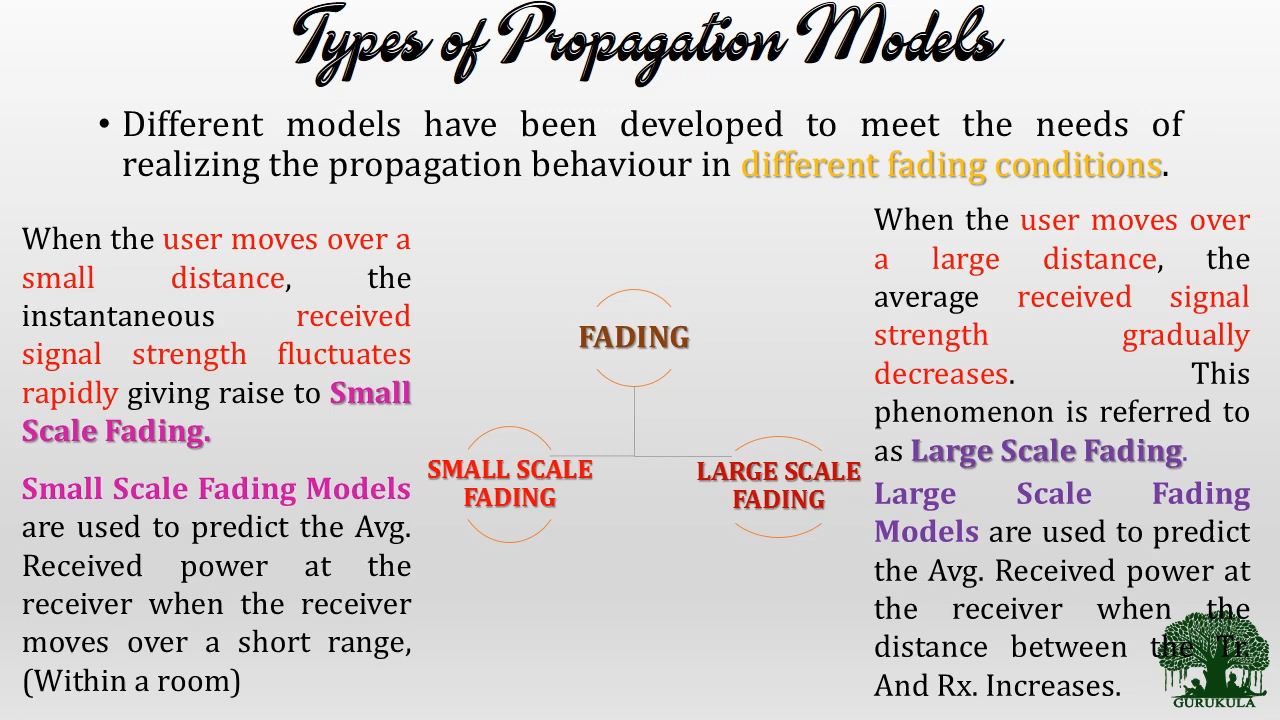 Types of Propagation Models
• Different models have been developed to meet the needs of
realizing the propagation behaviour in different fading conditions.
When the user moves over a
small distance, the
instantaneous received
signal strength fluctuates
rapidly giving raise to Small
Scale Fading.
Small Scale Fading Models
are used to predict the Avg.
Received power at the
receiver when the receiver
moves over a short range,
(Within a room)
FADING
SMALL SCALE
FADING
LARGE SCALE
FADING
When the user moves over
a large distance, the
average received signal
strength gradually
decreases. This
phenomenon is referred to
as Large Scale Fading.
Large Scale Fading
Models are used to predict
the Avg. Received power at
the receiver when the
distance between the Tr.
And Rx. Increases.
GURUKULA